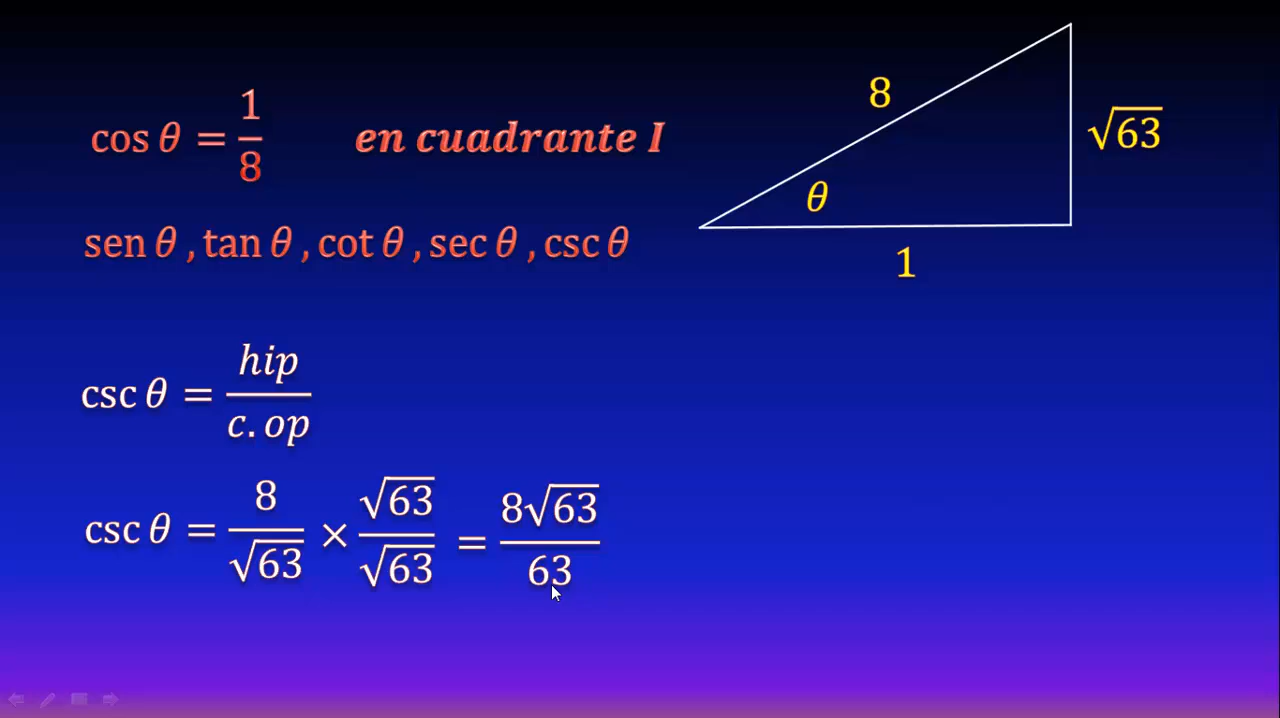 cos θ = 1/8 en cuadrante I
sen θ , tan θ , cot θ , sec θ , csc θ
8
θ
√63
1
csc θ = hip/c. op
csc θ = 8/√63 × √63/√63 = 8√63/63